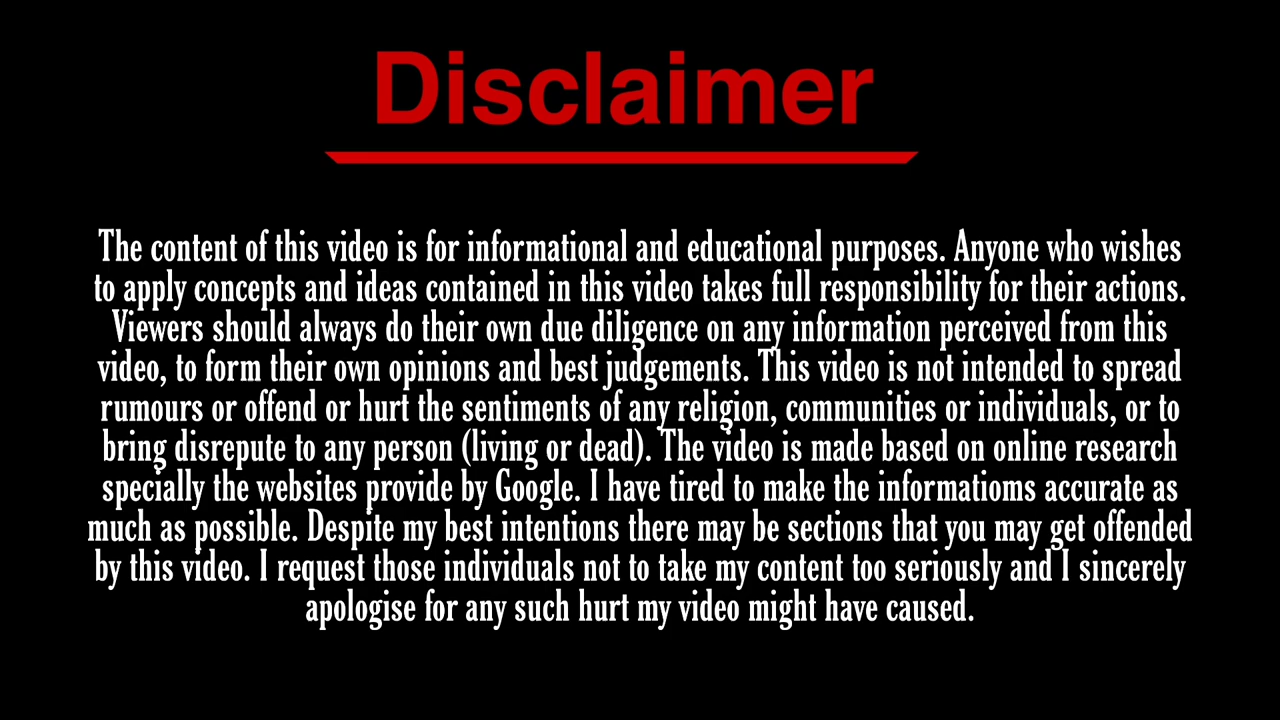 Disclaimer
The content of this video is for informational and educational purposes. Anyone who wishes
to apply concepts and ideas contained in this video takes full responsibility for their actions.
Viewers should always do their own due diligence on any information perceived from this
video, to form their own opinions and best judgements. This video is not intended to spread
rumours or offend or hurt the sentiments of any religion, communities or individuals, or to
bring disrepute to any person (living or dead). The video is made based on online research
specially the websites provide by Google. I have tired to make the informatioms accurate as
much as possible. Despite my best intentions there may be sections that you may get offended
by this video. I request those individuals not to take my content too seriously and I sincerely
apologise for any such hurt my video might have caused.